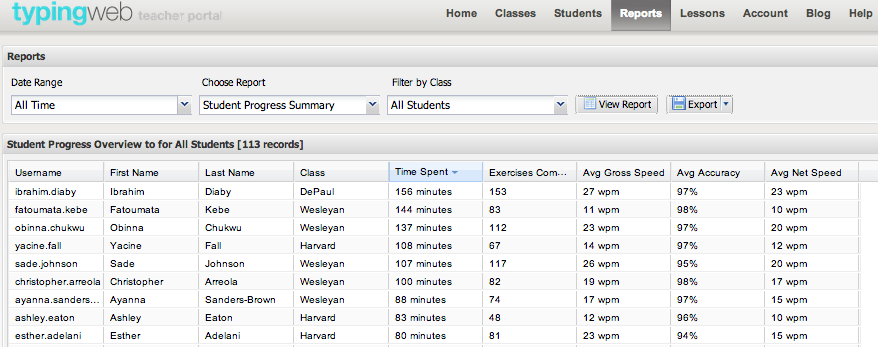 typingweb teacher portal Home Classes Students Reports Lessons Account Blog Help
Reports
Date Range Choose Report Filter by Class
All Time Student Progress Summary All Students View Report Export
Student Progress Overview to for All Students [113 records]
Username First Name Last Name Class Time Spent Exercises Com... Avg Gross Speed Avg Accuracy Avg Net Speed
ibrahim.diaby Ibrahim Diaby DePaul 156 minutes 153 27 wpm 97% 23 wpm
fatoumata.kebe Fatoumata Kebe Wesleyan 144 minutes 83 11 wpm 98% 10 wpm
obinna.chukwu Obinna Chukwu Wesleyan 137 minutes 112 23 wpm 97% 20 wpm
yacine.fall Yacine Fall Harvard 108 minutes 67 14 wpm 97% 12 wpm
sade.johnson Sade Johnson Wesleyan 107 minutes 117 26 wpm 95% 20 wpm
christopher.arreola Christopher Arreola Wesleyan 100 minutes 82 19 wpm 98% 17 wpm
ayanna.sanders... Ayanna Sanders-Brown Wesleyan 88 minutes 74 17 wpm 97% 15 wpm
ashley.eaton Ashley Eaton Harvard 83 minutes 48 12 wpm 96% 10 wpm
esther.adelani Esther Adelani Harvard 80 minutes 81 23 wpm 94% 15 wpm